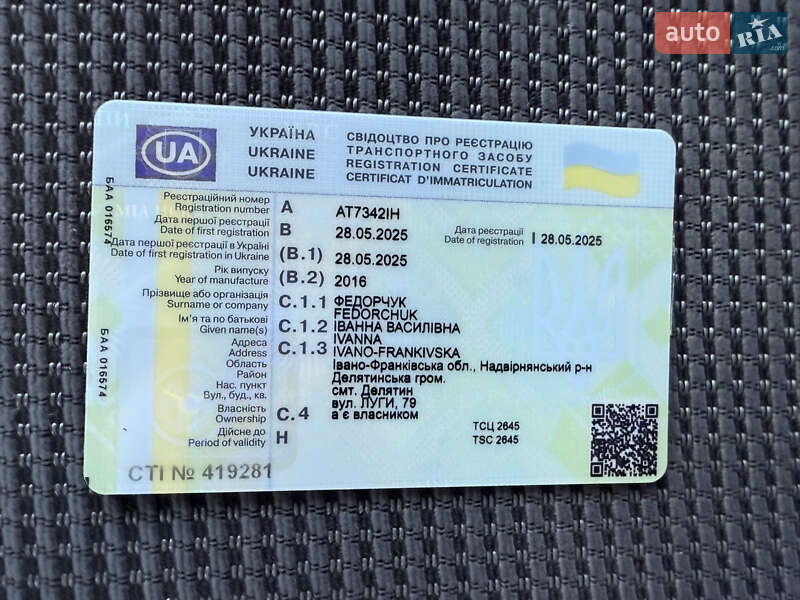 auto RIA.com
UA
УКРАЇНА
UKRAINE
UKRAINE
СВІДОЦТВО ПРО РЕЄСТРАЦІЮ
ТРАНСПОРТНОГО ЗАСОБУ
REGISTRATION CERTIFICATE
CERTIFICAT D'IMMATRICULATION
БАА 016574
БАА 016574
Реєстраційний номер
Registration number A AT7342IH
Дата першої реєстрації
Date of first registration B 28.05.2025
Дата реєстрації
Date of registration I 28.05.2025
Дата першої реєстрації в Україні
Date of first registration in Ukraine (B.1) 28.05.2025
Рік випуску
Year of manufacture (B.2) 2016
Прізвище або організація
Surname or company C.1.1 ФЕДОРЧУК
FEDORCHUK
Ім'я та по батькові
Given name(s) C.1.2 ІВАННА ВАСИЛІВНА
IVANNA
Адреса
Address C.1.3 IVANO-FRANKIVSKA
Область
Район
Нас. пункт
Вул., буд., кв.
Івано-Франківська обл., Надвірнянський р-н
Делятинська гром.
смт. Делятин
вул. ЛУГИ, 79
Власність
Ownership C.4 а є власником
Дійсне до
Period of validity H
ТСЦ 2645
TSC 2645
СТІ № 419281